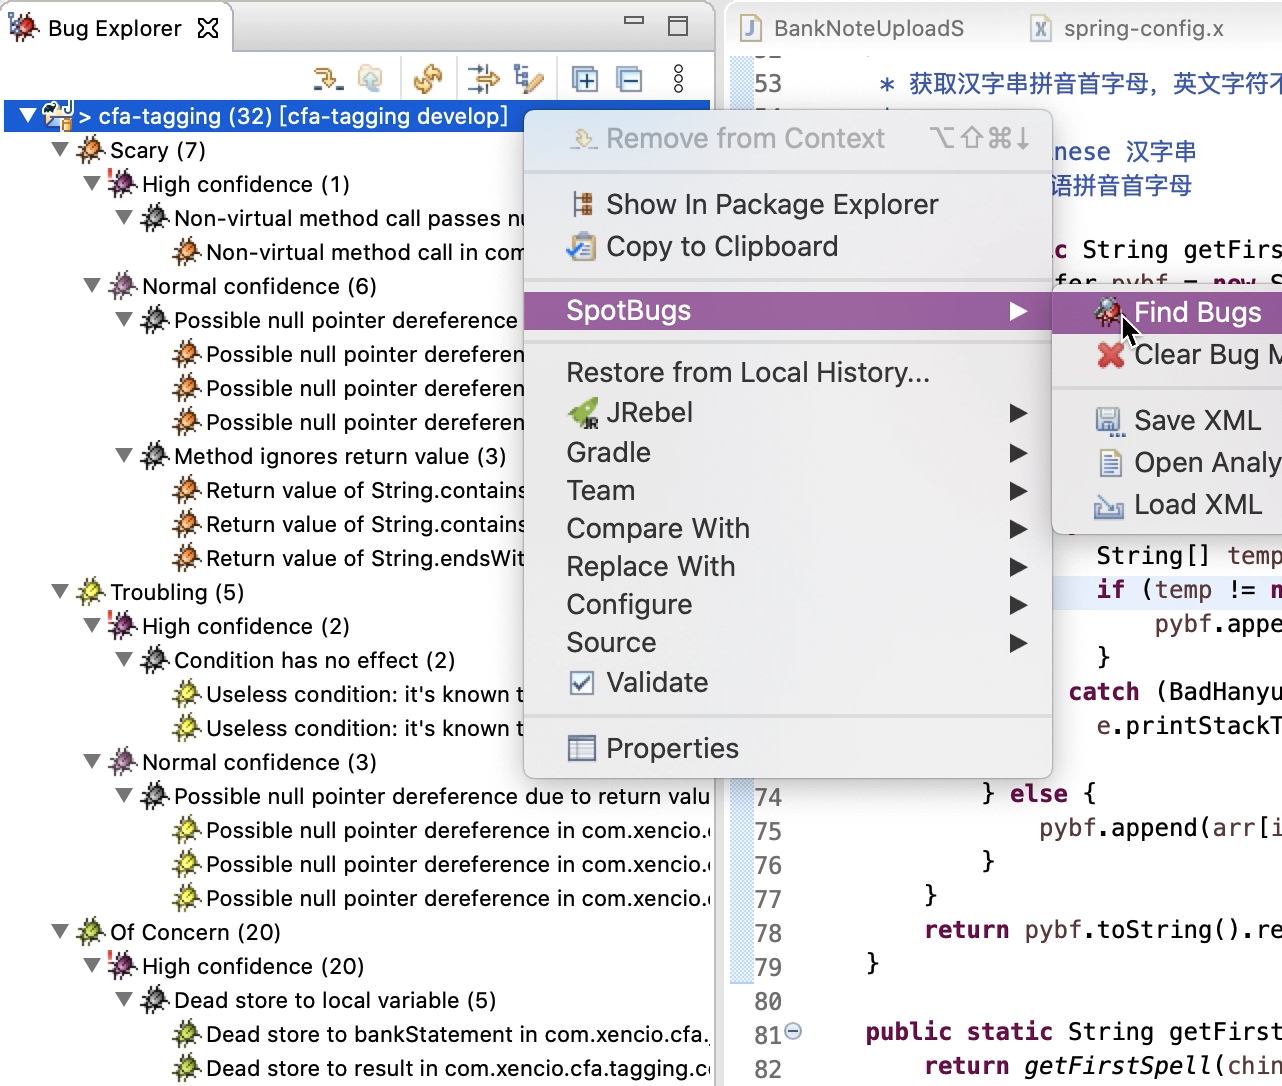 Bug Explorer
> cfa-tagging (32) [cfa-tagging develop]
Scary (7)
High confidence (1)
Non-virtual method call passes nu
Non-virtual method call in com
Normal confidence (6)
Possible null pointer dereference
Possible null pointer dereferen
Possible null pointer dereferen
Possible null pointer dereferen
Method ignores return value (3)
Return value of String.contains
Return value of String.contains
Return value of String.endsWit
Troubling (5)
High confidence (2)
Condition has no effect (2)
Useless condition: it's known t
Useless condition: it's known t
Normal confidence (3)
Possible null pointer dereference due to return valu
Possible null pointer dereference in com.xencio.
Possible null pointer dereference in com.xencio.
Possible null pointer dereference in com.xencio.
Of Concern (20)
High confidence (20)
Dead store to local variable (5)
Dead store to bankStatement in com.xencio.cfa.
Dead store to result in com.xencio.cfa.tagging.c
Remove from Context ⌥⇧⌘↓
Show In Package Explorer
Copy to Clipboard
SpotBugs
Restore from Local History...
JRebel
Gradle
Team
Compare With
Replace With
Configure
Source
Validate
Properties
Find Bugs
Clear Bug M
Save XML
Open Analy
Load XML
BankNoteUploadS
spring-config.x
53 * 获取汉字串拼音首字母，英文字符不
nese 汉字串
语拼音首字母
c String getFirs
fer pybf = new S
String[] temp
if (temp != n
pybf.appe
}
catch (BadHanyu
e.printStackT
74 } else {
75 pybf.append(arr[i
76 }
77 }
78 return pybf.toString().re
79 }
80
81 public static String getFirst
82 return getFirstSpell(chin